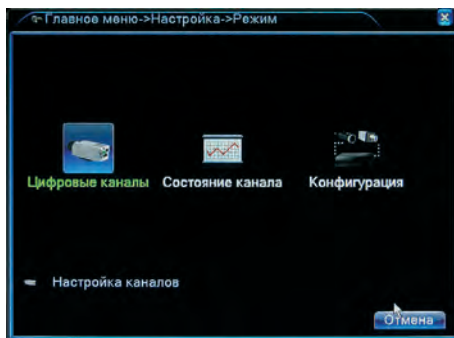 Главное меню->Настройка->Режим
Цифровые каналы Состояние канала Конфигурация
Настройка каналов
Отмена